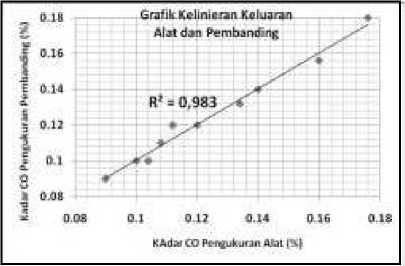 Grafik Kelinieran Keluaran
Alat dan Pembanding
Kadar CO Pengukuran Pembanding (%)
0.18
0.16
0.14
0.12
0.1
0.08
R² = 0,983
0.08 0.1 0.12 0.14 0.16 0.18
KAdar CO Pengukuran Alat (%)